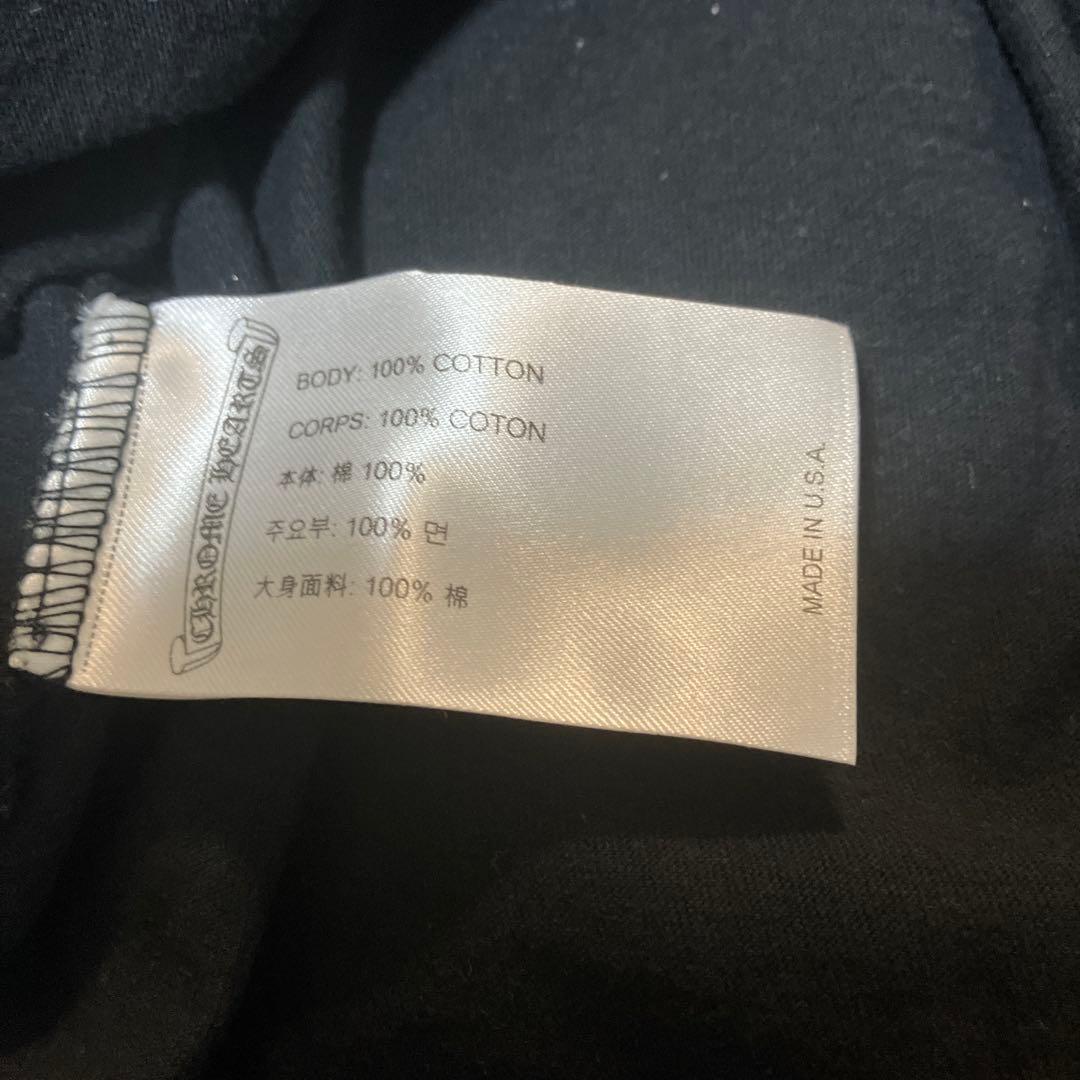 CHROME HEARTS
BODY: 100% COTTON
CORPS: 100% COTON
本体: 棉 100%
주요부: 100% 면
大身面料: 100% 棉
MADE IN U.S.A.